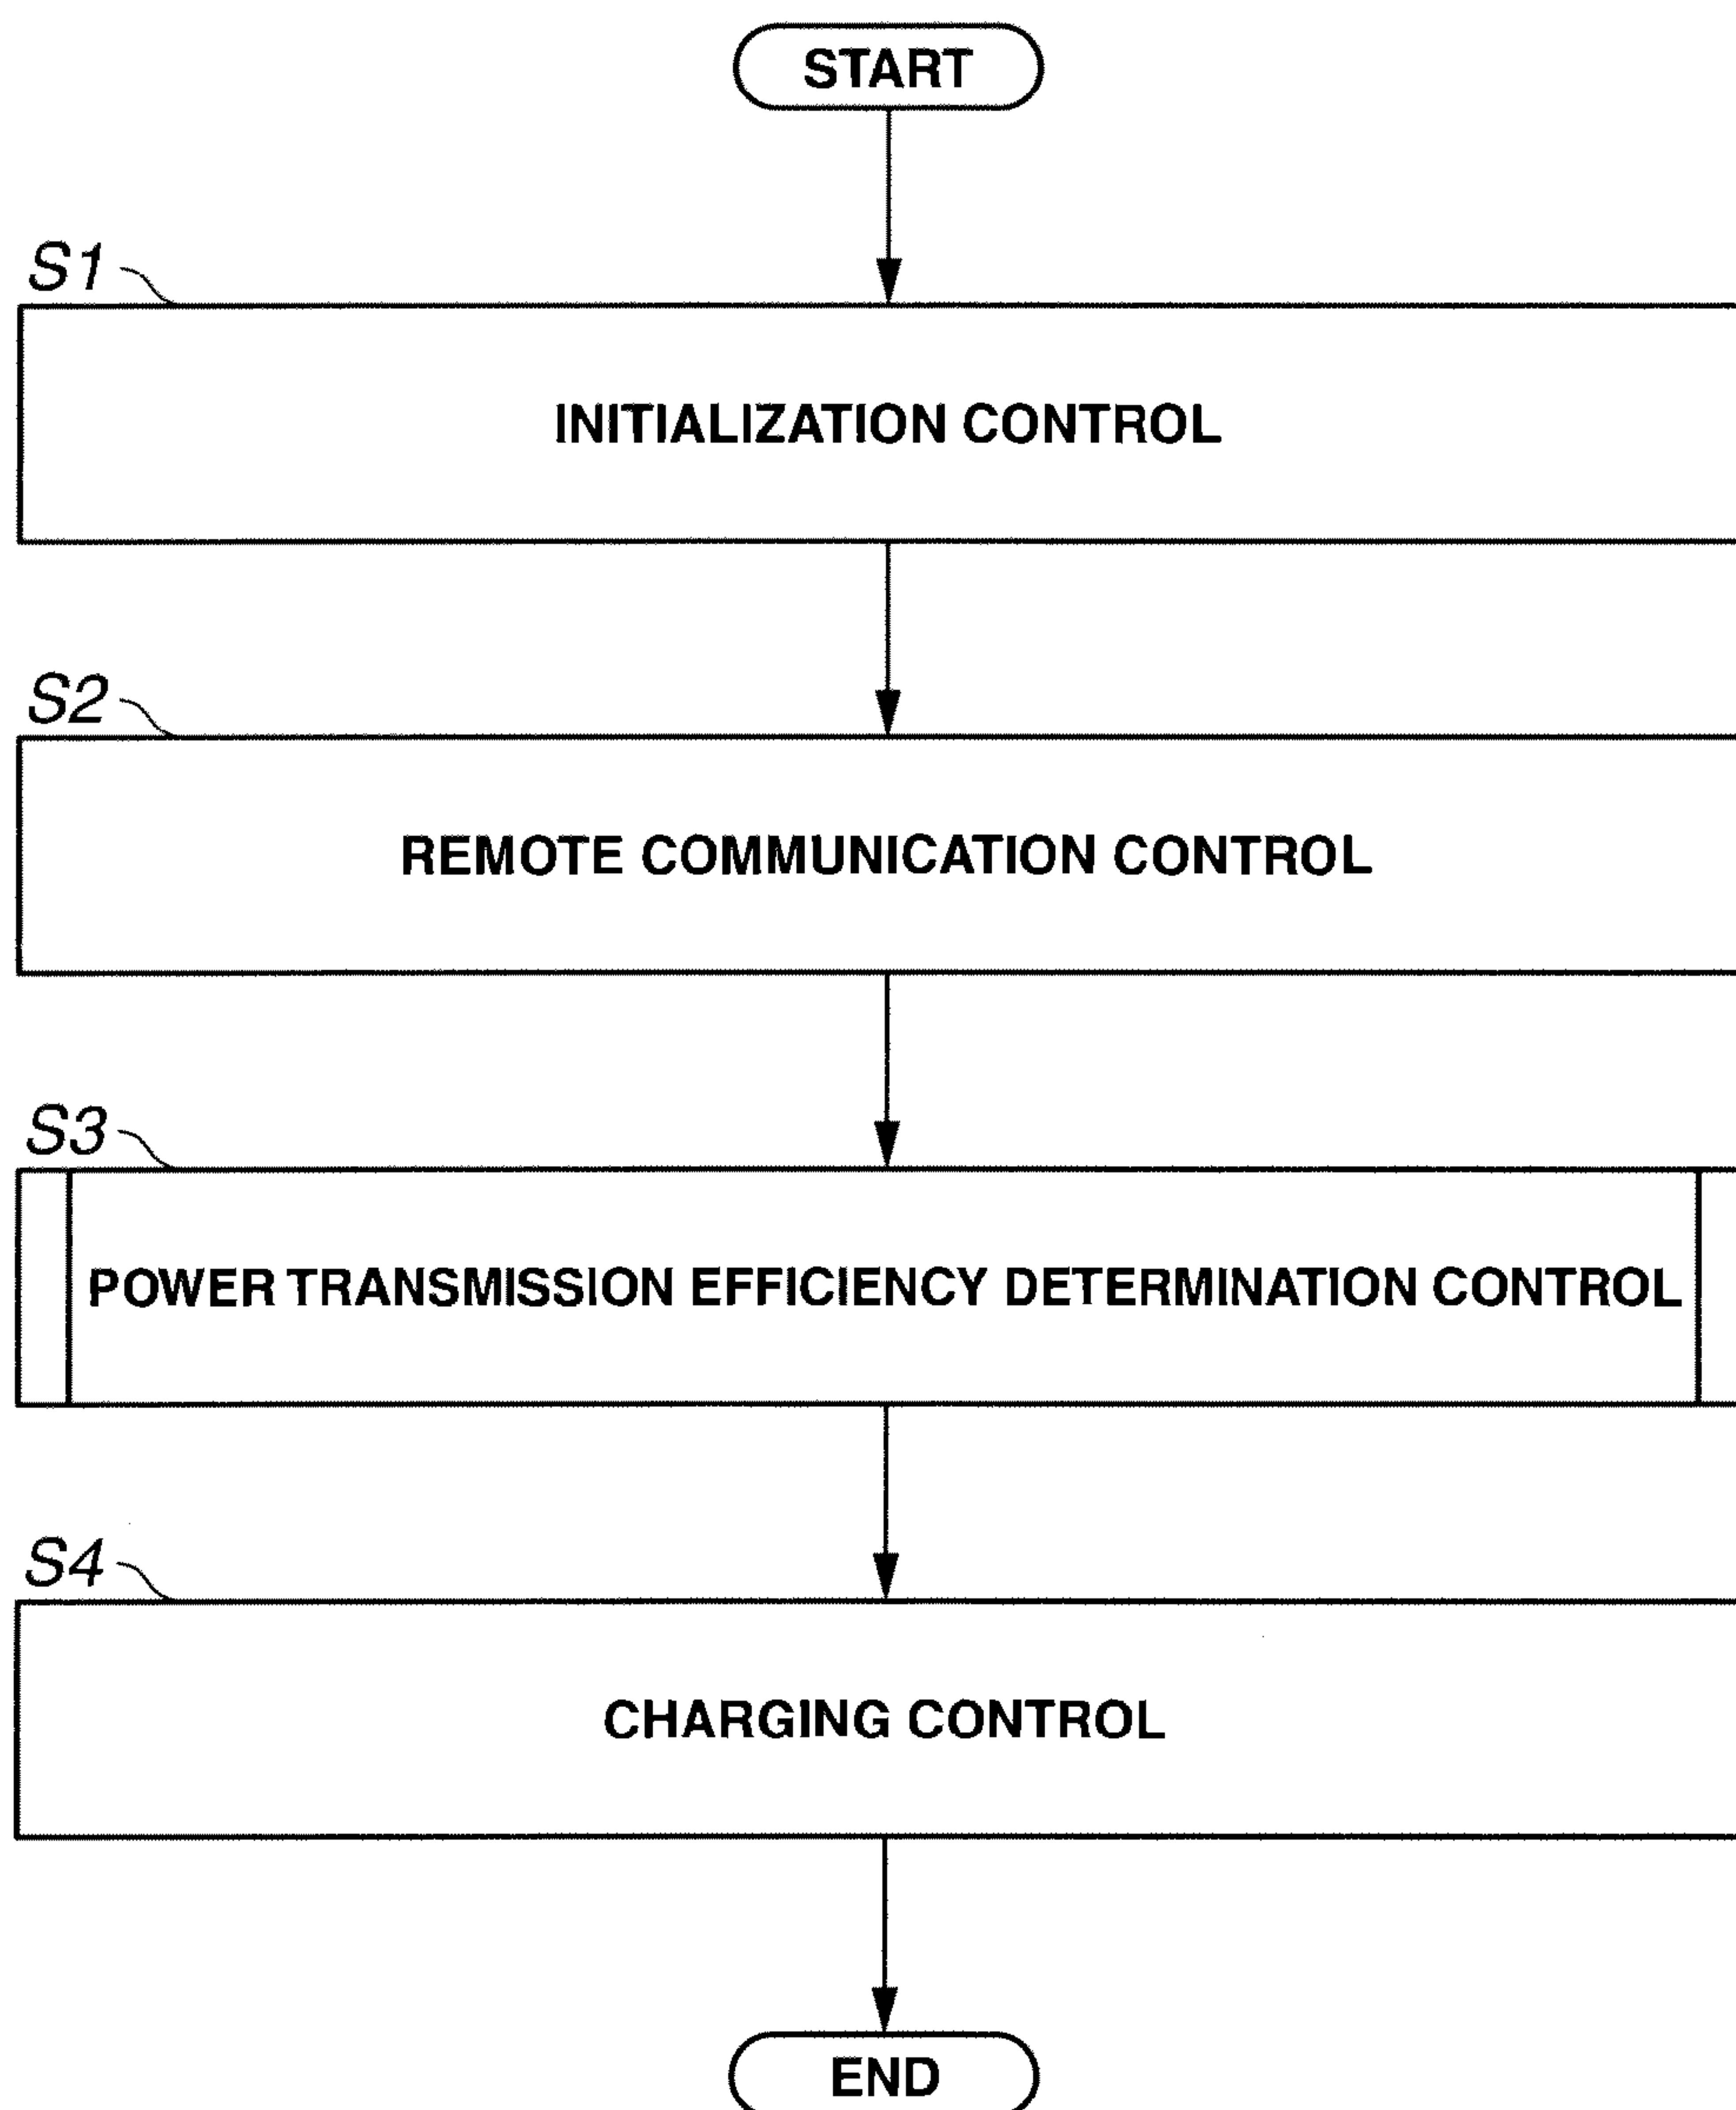 START
S1
INITIALIZATION CONTROL
S2
REMOTE COMMUNICATION CONTROL
S3
POWER TRANSMISSION EFFICIENCY DETERMINATION CONTROL
S4
CHARGING CONTROL
END